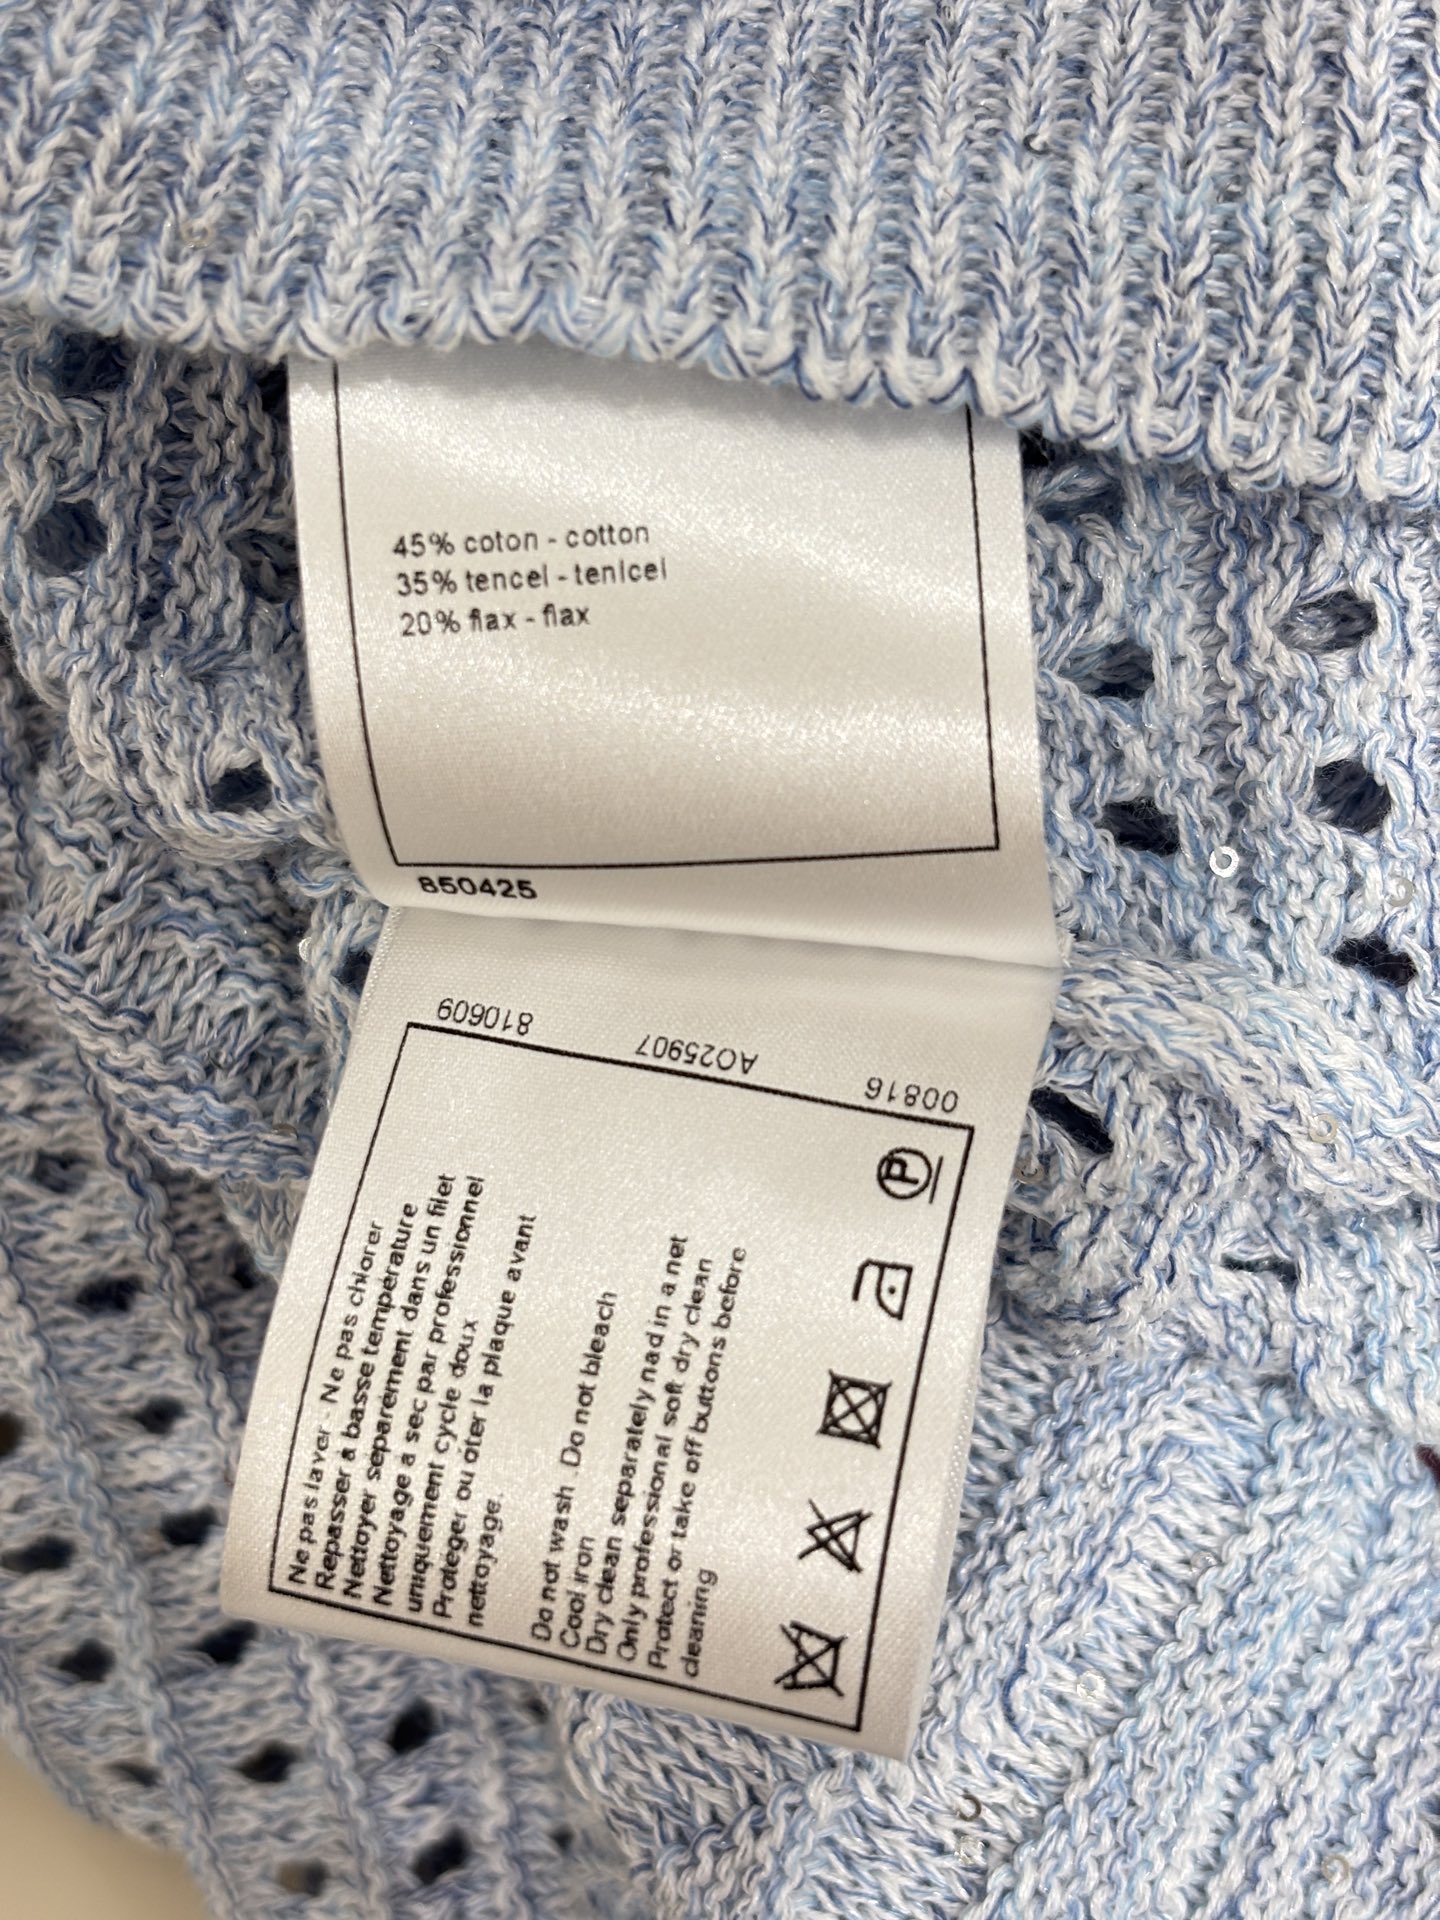 45% coton - cotton
35% tencel - tenlcel
20% flax - flax
850425
810609
AO25907
00816
Ne pas laver - Ne pas chlorer
Repasser à basse température
Nettoyer séparément dans un filet
Nettoyage à sec par professionnel
uniquement cycle doux
Protéger ou ôter la plaque avant
nettoyage.
Do not wash . Do not bleach
Cool iron
Dry clean separately nad in a net
Only professional soft dry clean
Protect or take off buttons before
cleaning
P